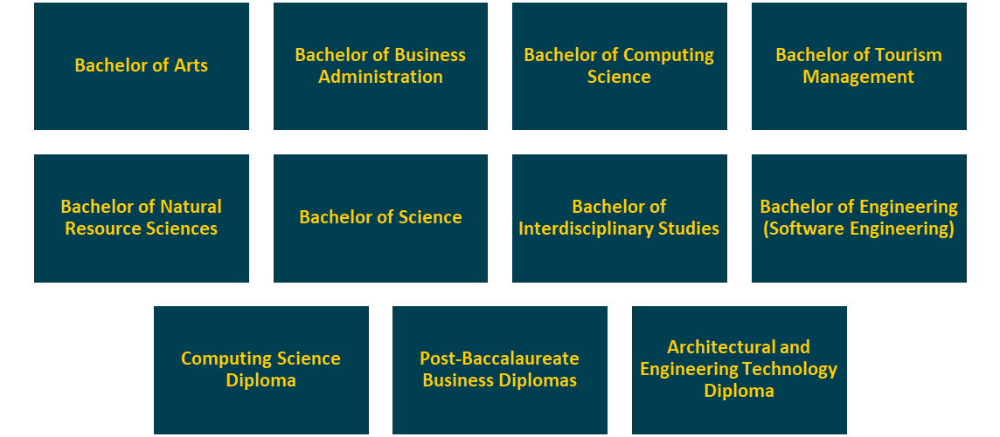 Bachelor of Arts
Bachelor of Business
Administration
Bachelor of Computing
Science
Bachelor of Tourism
Management
Bachelor of Natural
Resource Sciences
Bachelor of Science
Bachelor of
Interdisciplinary Studies
Bachelor of Engineering
(Software Engineering)
Computing Science
Diploma
Post-Baccalaureate
Business Diplomas
Architectural and
Engineering Technology
Diploma